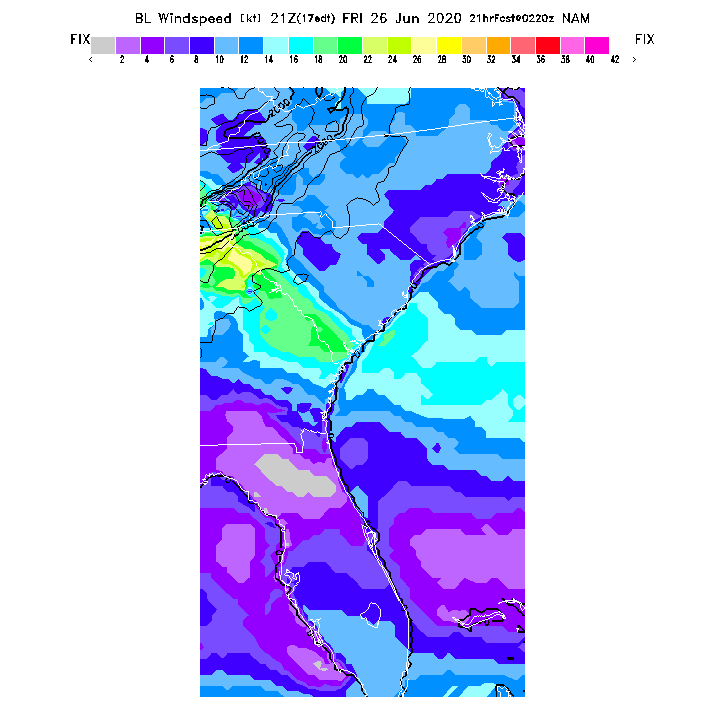 BL Windspeed [kt] 21Z(17edt) FRI 26 Jun 2020 21hrFcst@0220z NAM
FIX FIX
< 2 4 6 8 10 12 14 16 18 20 22 24 26 28 30 32 34 36 38 40 42 >
2000